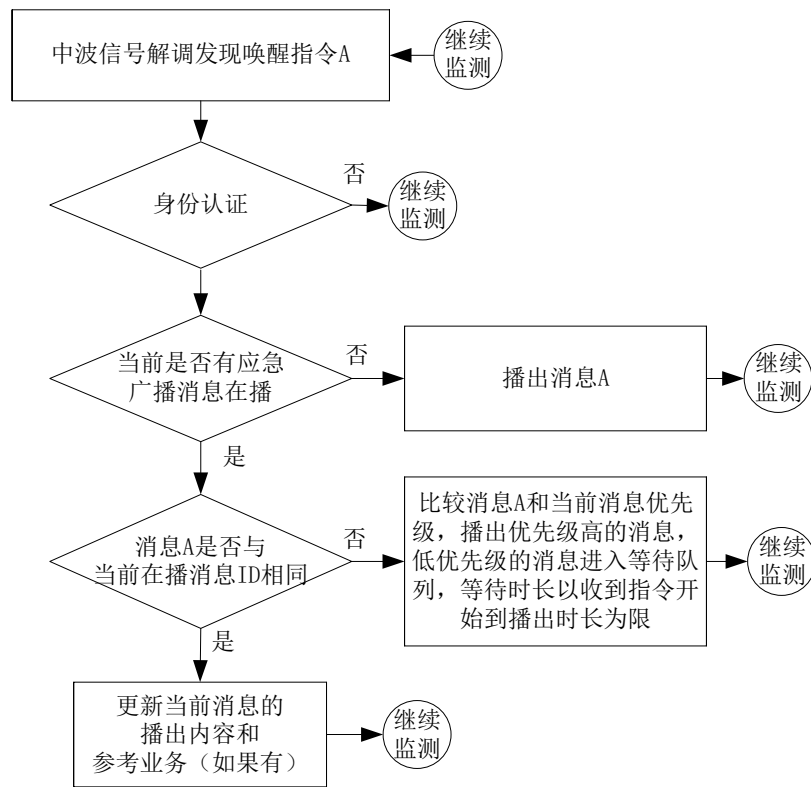 中波信号解调发现唤醒指令A
继续
监测
身份认证
否
继续
监测
当前是否有应急
广播消息在播
否
播出消息A
继续
监测
是
消息A是否与
当前在播消息ID相同
否
比较消息A和当前消息优先
级，播出优先级高的消息，
低优先级的消息进入等待队
列，等待时长以收到指令开
始到播出时长为限
继续
监测
是
更新当前消息的
播出内容和
参考业务（如果有）
继续
监测